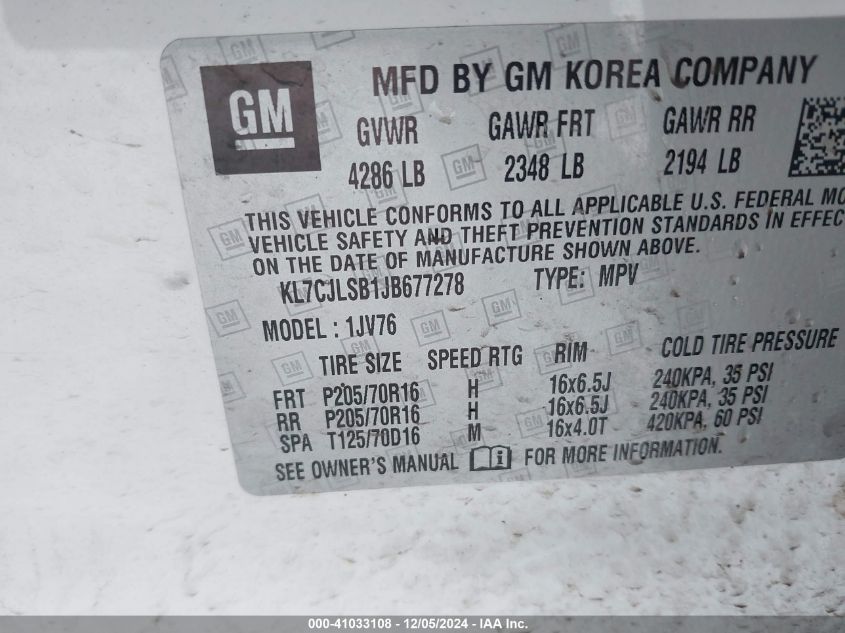 GM
MFD BY GM KOREA COMPANY
GVWR GAWR FRT GAWR RR
4286 LB 2348 LB 2194 LB
THIS VEHICLE CONFORMS TO ALL APPLICABLE U.S. FEDERAL MO
VEHICLE SAFETY AND THEFT PREVENTION STANDARDS IN EFFEC
ON THE DATE OF MANUFACTURE SHOWN ABOVE.
KL7CJLSB1JB677278 TYPE: MPV
MODEL : 1JV76
TIRE SIZE SPEED RTG RIM COLD TIRE PRESSURE
FRT P205/70R16 H 16x6.5J 240KPA, 35 PSI
RR P205/70R16 H 16x6.5J 240KPA, 35 PSI
SPA T125/70D16 M 16x4.0T 420KPA, 60 PSI
SEE OWNER'S MANUAL FOR MORE INFORMATION.
000-41033108 - 12/05/2024 - IAA Inc.